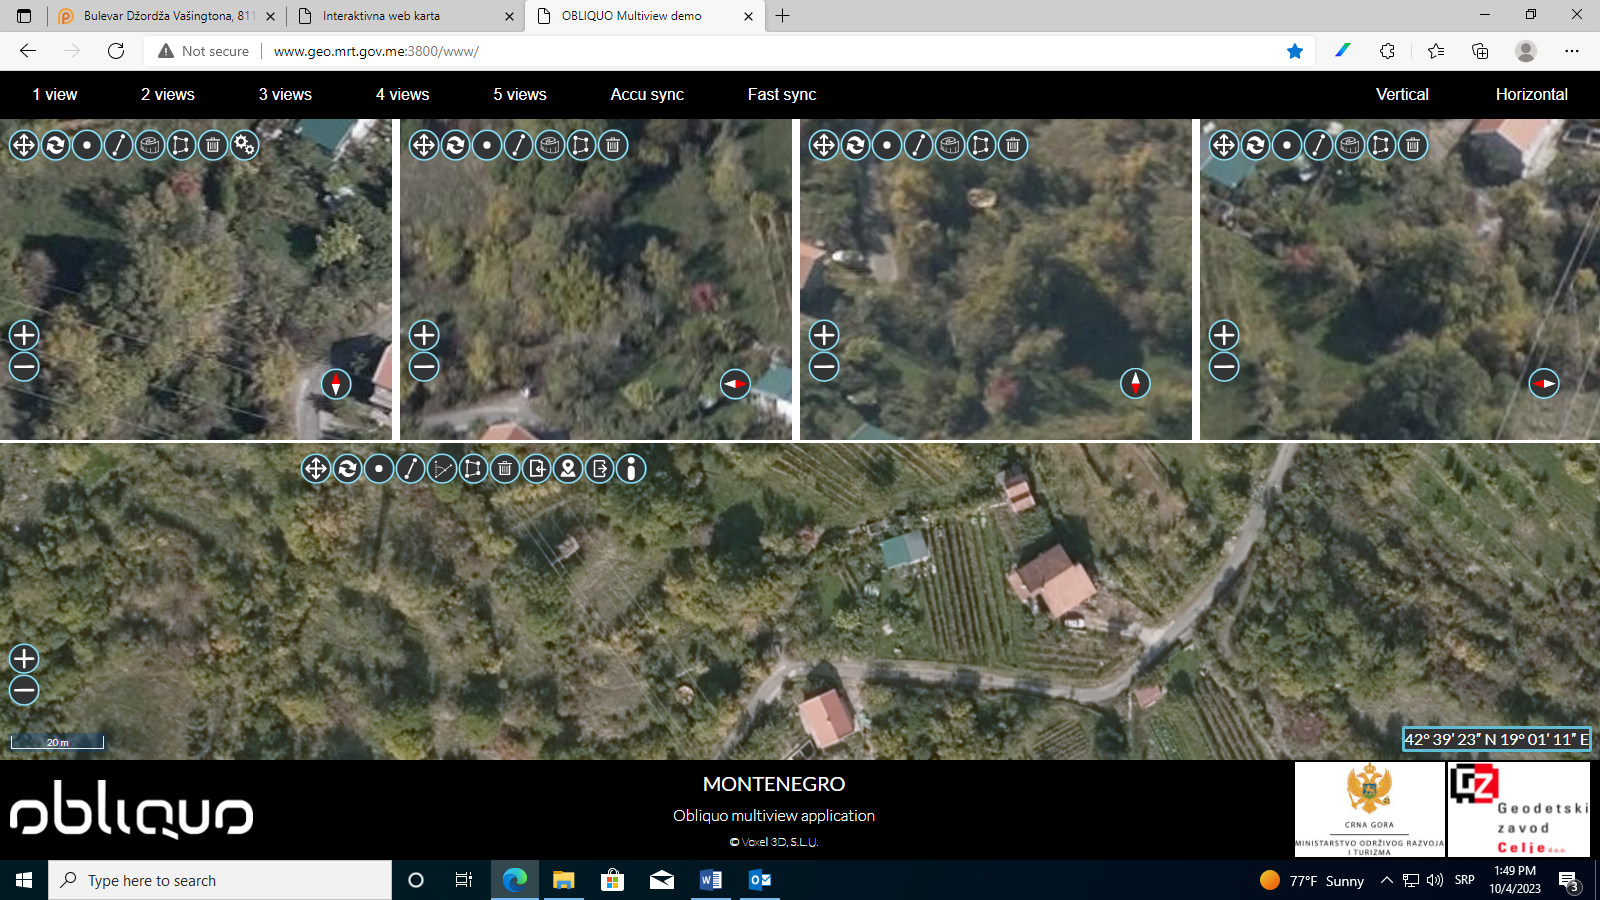 Bulevar Džordža Vašingtona, 811
Interaktivna web karta
OBLIQUO Multiview demo
Not secure
www.geo.mrt.gov.me:3800/www/
1 view
2 views
3 views
4 views
5 views
Accu sync
Fast sync
Vertical
Horizontal
20 m
42° 39′ 23″ N 19° 01′ 11″ E
obliquo
MONTENEGRO
Obliquo multiview application
© Voxel 3D, S.L.U.
CRNA GORA
MINISTARSTVO ODRŽIVOG RAZVOJA
I TURIZMA
GZ
Geodetski
zavod
Celje d.o.o.
Type here to search
77°F Sunny
SRP
1:49 PM
10/4/2023
3